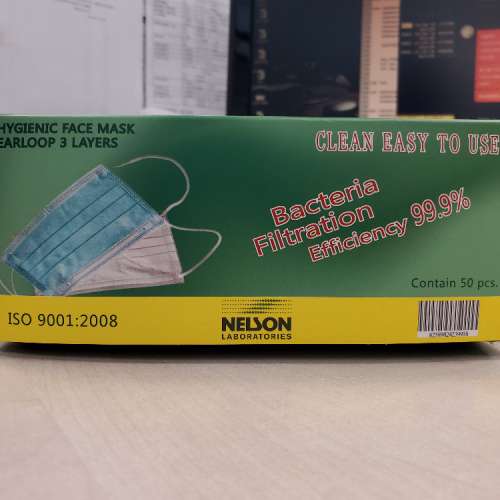 HYGIENIC FACE MASK
EARLOOP 3 LAYERS
CLEAN EASY TO USE
Bacteria
Filtration
Efficiency 99.9%
Contain 50 pcs.
ISO 9001:2008
NELSON
LABORATORIES